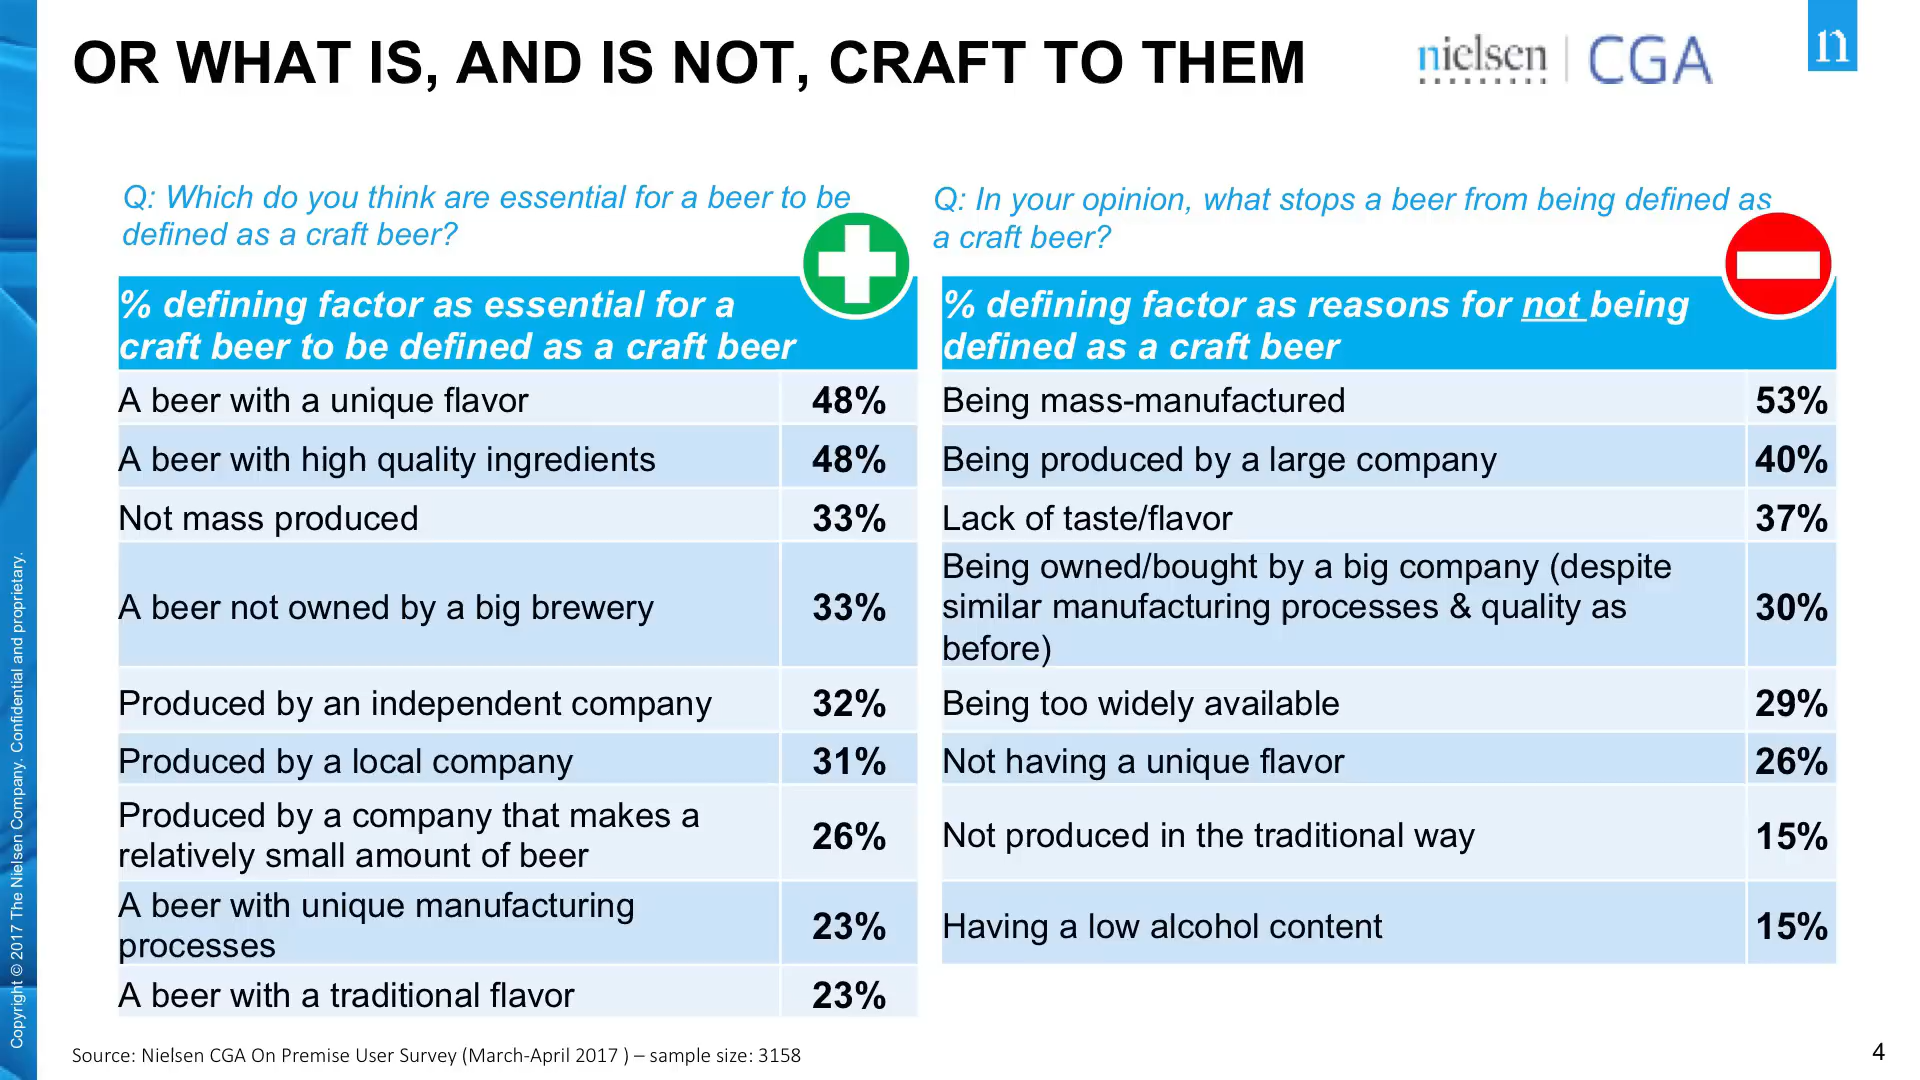 OR WHAT IS, AND IS NOT, CRAFT TO THEM
nielsen
CGA
n
Q: Which do you think are essential for a beer to be
defined as a craft beer?
% defining factor as essential for a
craft beer to be defined as a craft beer
A beer with a unique flavor 48%
A beer with high quality ingredients 48%
Not mass produced 33%
A beer not owned by a big brewery 33%
Produced by an independent company 32%
Produced by a local company 31%
Produced by a company that makes a
relatively small amount of beer 26%
A beer with unique manufacturing
processes 23%
A beer with a traditional flavor 23%
Q: In your opinion, what stops a beer from being defined as
a craft beer?
% defining factor as reasons for not being
defined as a craft beer
Being mass-manufactured 53%
Being produced by a large company 40%
Lack of taste/flavor 37%
Being owned/bought by a big company (despite
similar manufacturing processes & quality as 30%
before)
Being too widely available 29%
Not having a unique flavor 26%
Not produced in the traditional way 15%
Having a low alcohol content 15%
Source: Nielsen CGA On Premise User Survey (March-April 2017 ) – sample size: 3158
4
Copyright © 2017 The Nielsen Company. Confidential and proprietary.